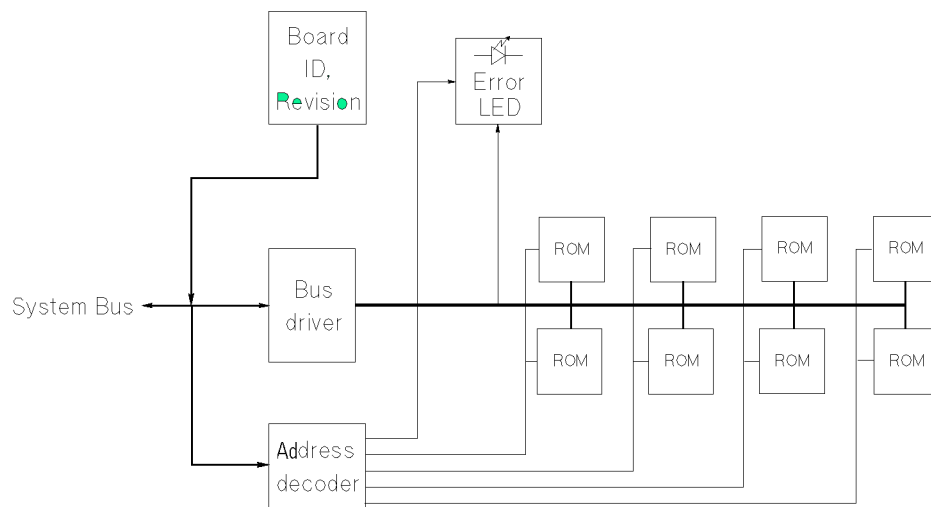 Board
ID,
Revision
Error
LED
ROM
ROM
ROM
ROM
System Bus
Bus
driver
ROM
ROM
ROM
ROM
Address
decoder